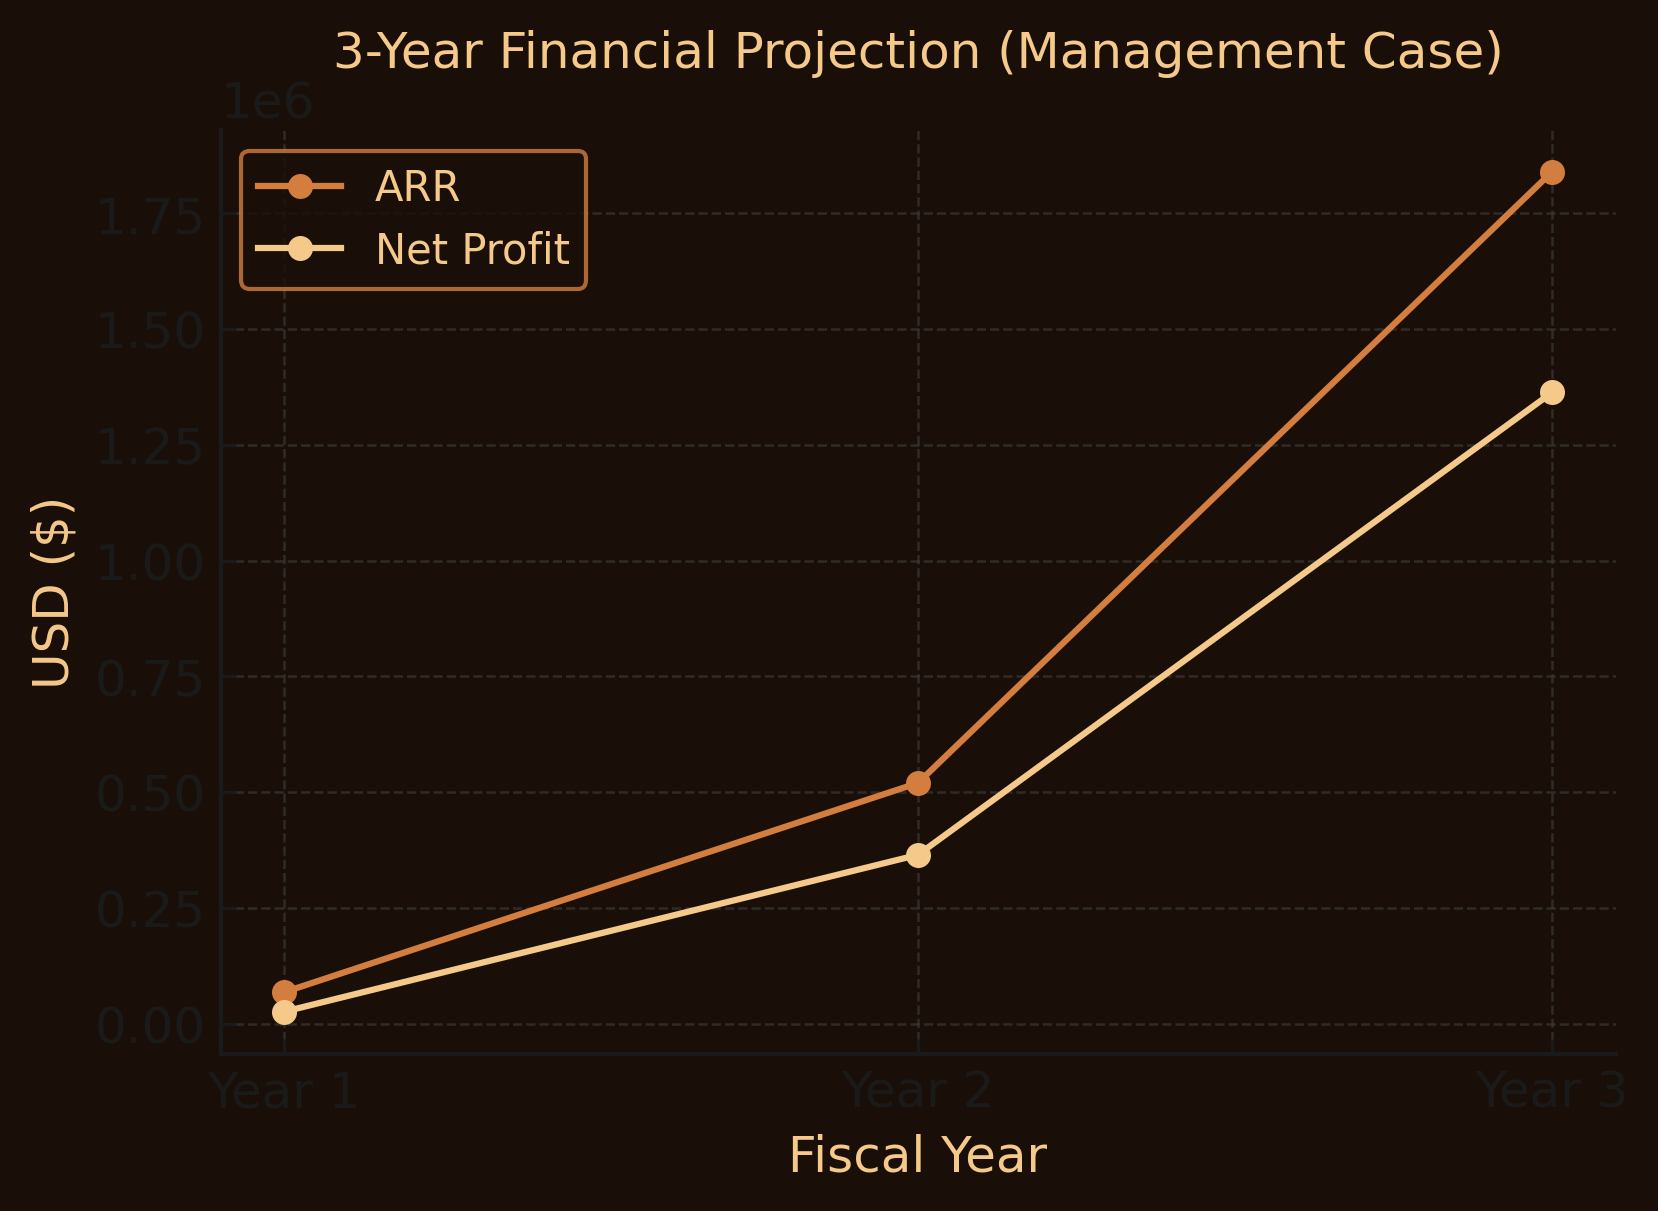 3-Year Financial Projection (Management Case)
1e6
ARR
Net Profit
1.75
1.50
1.25
1.00
0.75
0.50
0.25
0.00
USD ($)
Year 1 Year 2 Year 3
Fiscal Year